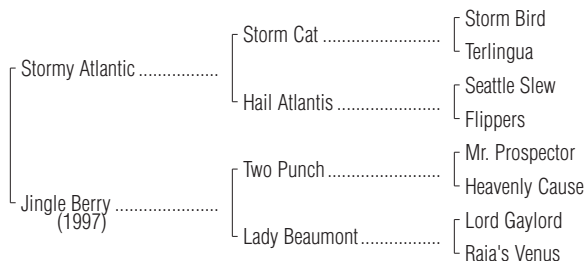 Storm Bird
Storm Cat ........................................
Terlingua
Stormy Atlantic ...........................
Seattle Slew
Hail Atlantis ...................................
Flippers
Mr. Prospector
Two Punch ......................................
Heavenly Cause
Jingle Berry ...................................
(1997)
Lord Gaylord
Lady Beaumont ...........................
Raja's Venus